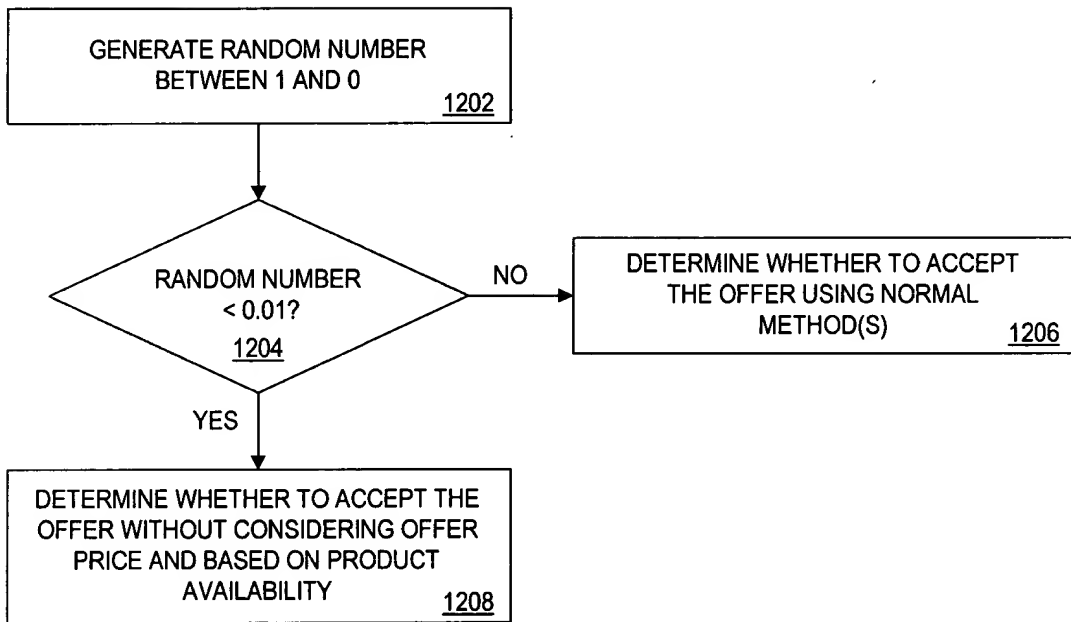 GENERATE RANDOM NUMBER
BETWEEN 1 AND 0
1202
RANDOM NUMBER
< 0.01?
1204
NO
DETERMINE WHETHER TO ACCEPT
THE OFFER USING NORMAL
METHOD(S)
1206
YES
DETERMINE WHETHER TO ACCEPT THE
OFFER WITHOUT CONSIDERING OFFER
PRICE AND BASED ON PRODUCT
AVAILABILITY
1208